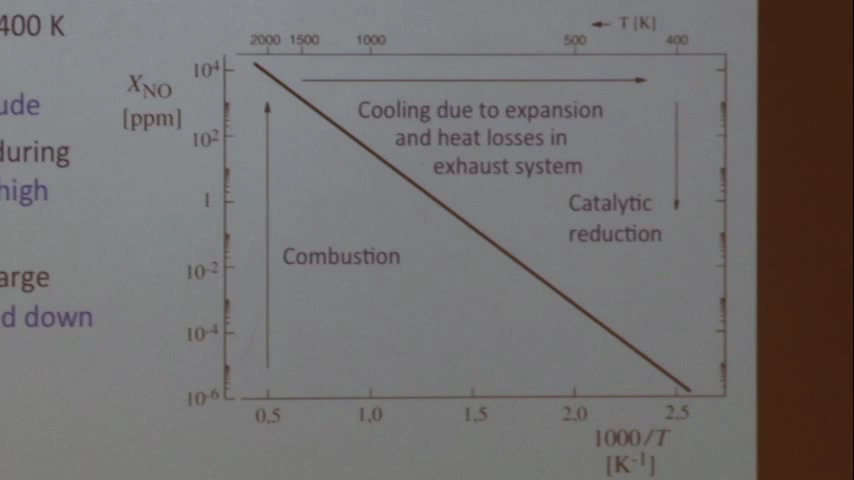 400 K
ude
during
high
arge
d down
← T [K]
2000 1500 1000 500 400
X_NO
[ppm]
10⁴
10²
1
10⁻²
10⁻⁴
10⁻⁶
Cooling due to expansion
and heat losses in
exhaust system
Catalytic
reduction
Combustion
0,5 1,0 1,5 2,0 2,5
1000/T
[K⁻¹]